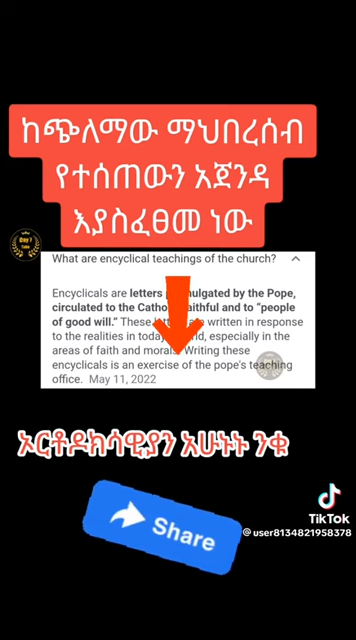 ከጭለማው ማህበረሰብ
የተሰጠውን አጀንዳ
እያስፈፀመ ነው
What are encyclical teachings of the church?
Encyclicals are letters promulgated by the Pope,
circulated to the Catholic faithful and to “people
of good will.” These letters are written in response
to the realities in today's world, especially in the
areas of faith and morals. Writing these
encyclicals is an exercise of the pope's teaching
office. May 11, 2022
ኦርቶዶክሳዊያን አሁኑኑ ንቁ
Share
TikTok
@user8134821958378